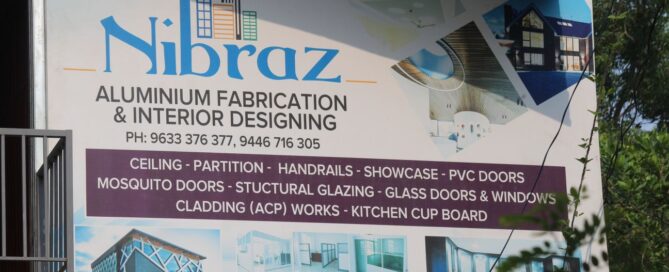 Nibraz
ALUMINIUM FABRICATION
& INTERIOR DESIGNING
PH: 9633 376 377, 9446 716 305
CEILING - PARTITION - HANDRAILS - SHOWCASE - PVC DOORS
MOSQUITO DOORS - STUCTURAL GLAZING - GLASS DOORS & WINDOWS
CLADDING (ACP) WORKS - KITCHEN CUP BOARD